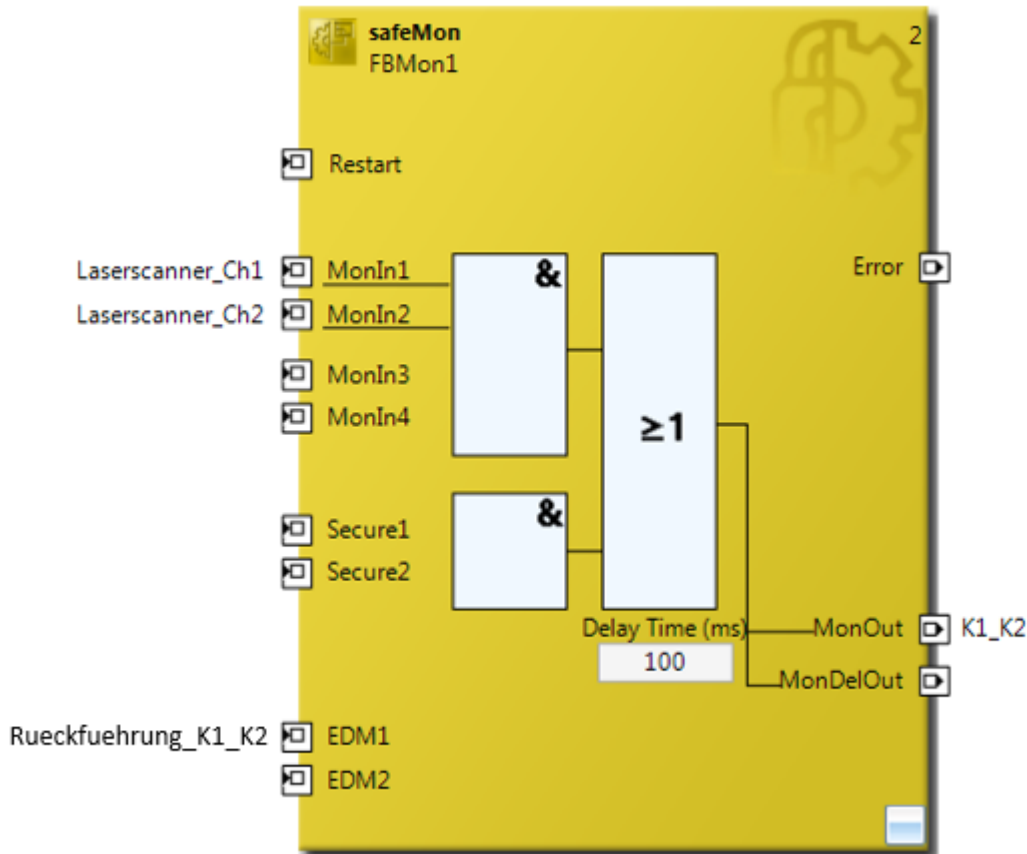 safeMon
2
FBMon1
Restart
Laserscanner_Ch1 MonIn1 & Error
Laserscanner_Ch2 MonIn2
MonIn3
MonIn4
≥1
&
Secure1
Secure2
Delay Time (ms) MonOut K1_K2
100
MonDelOut
Rueckfuehrung_K1_K2 EDM1
EDM2